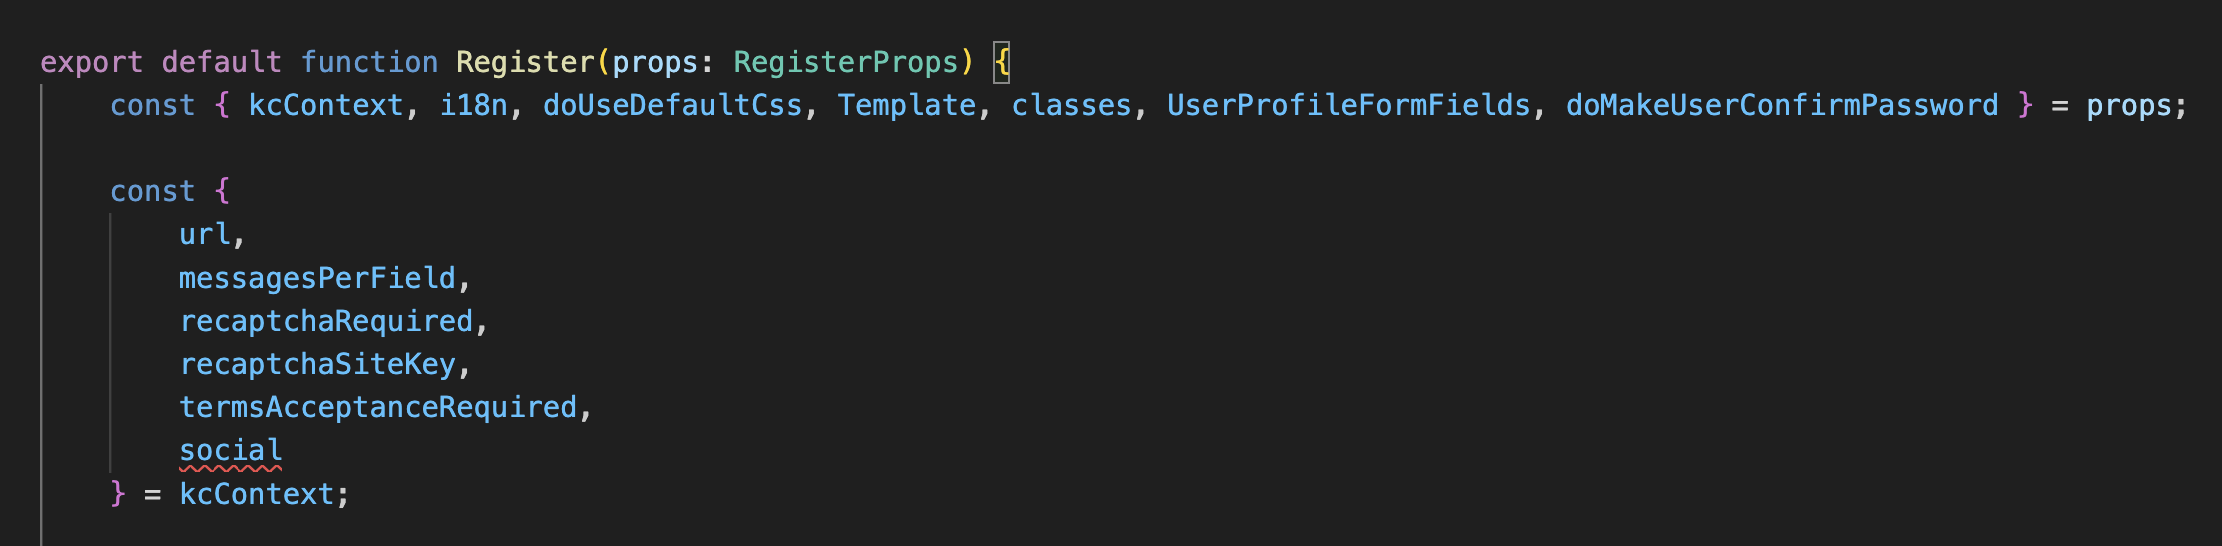 export default function Register(props: RegisterProps) {
    const { kcContext, i18n, doUseDefaultCss, Template, classes, UserProfileFormFields, doMakeUserConfirmPassword } = props;

    const {
        url,
        messagesPerField,
        recaptchaRequired,
        recaptchaSiteKey,
        termsAcceptanceRequired,
        social
    } = kcContext;